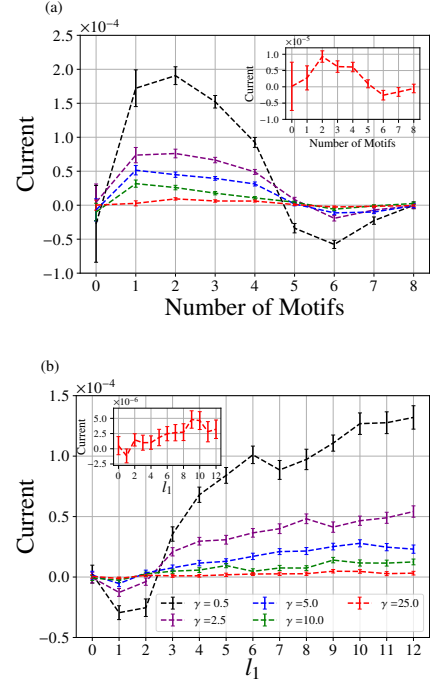 (a)
×10⁻⁴
2.5
2.0
1.5
1.0
0.5
0.0
−0.5
−1.0
Current
0 1 2 3 4 5 6 7 8
Number of Motifs
×10⁻⁵
1.0
0.5
0.0
−0.5
−1.0
Current
0 1 2 3 4 5 6 7 8
Number of Motifs
(b)
×10⁻⁴
1.5
1.0
0.5
0.0
−0.5
Current
0 1 2 3 4 5 6 7 8 9 10 11 12
l₁
×10⁻⁶
5.0
2.5
0.0
−2.5
Current
0 2 4 6 8 10 12
l₁
γ = 0.5 γ = 5.0 γ = 25.0
γ = 2.5 γ = 10.0